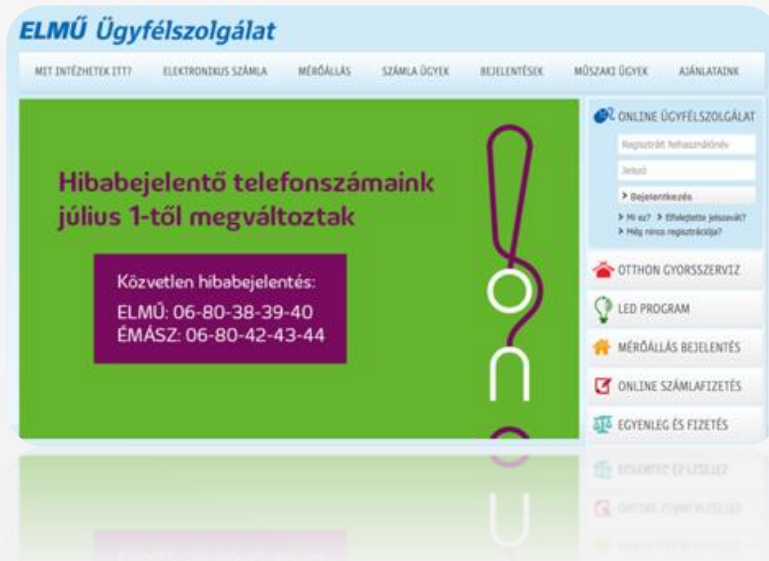 ELMŰ Ügyfélszolgálat
MIT INTÉZHETEK ITT? ELEKTRONIKUS SZÁMLA MÉRŐÁLLÁS SZÁMLA ÜGYEK BEJELENTÉSEK MŰSZAKI ÜGYEK AJÁNLATAINK
Hibabejelentő telefonszámaink
július 1-től megváltoztak
Közvetlen hibabejelentés:
ELMŰ: 06-80-38-39-40
ÉMÁSZ: 06-80-42-43-44
ONLINE ÜGYFÉLSZOLGÁLAT
Regisztrált felhasználónév
Jelszó
> Bejelentkezés
> Mi ez? > Elfelejtette jelszavát?
> Még nincs regisztrációja?
OTTHON GYORSSZERVIZ
LED PROGRAM
MÉRŐÁLLÁS BEJELENTÉS
ONLINE SZÁMLAFIZETÉS
EGYENLEG ÉS FIZETÉS